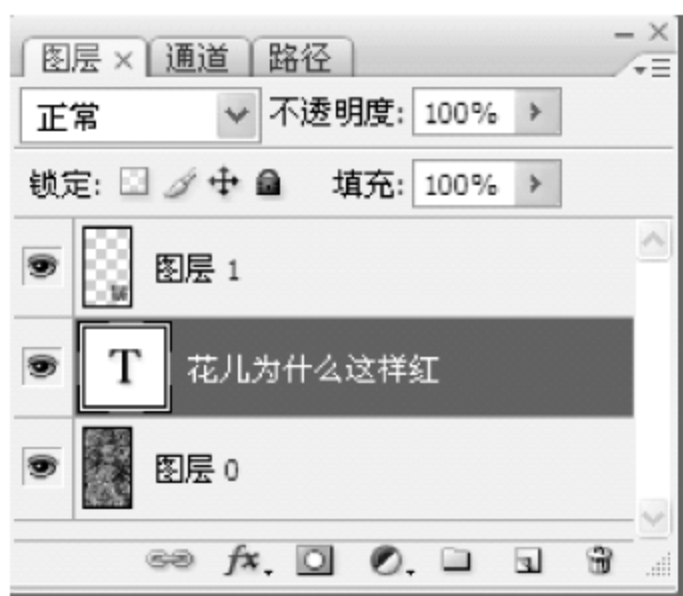 图层 × 通道 路径
正常 不透明度: 100%
锁定: 填充: 100%
图层 1
T 花儿为什么这样红
图层 0
fx.